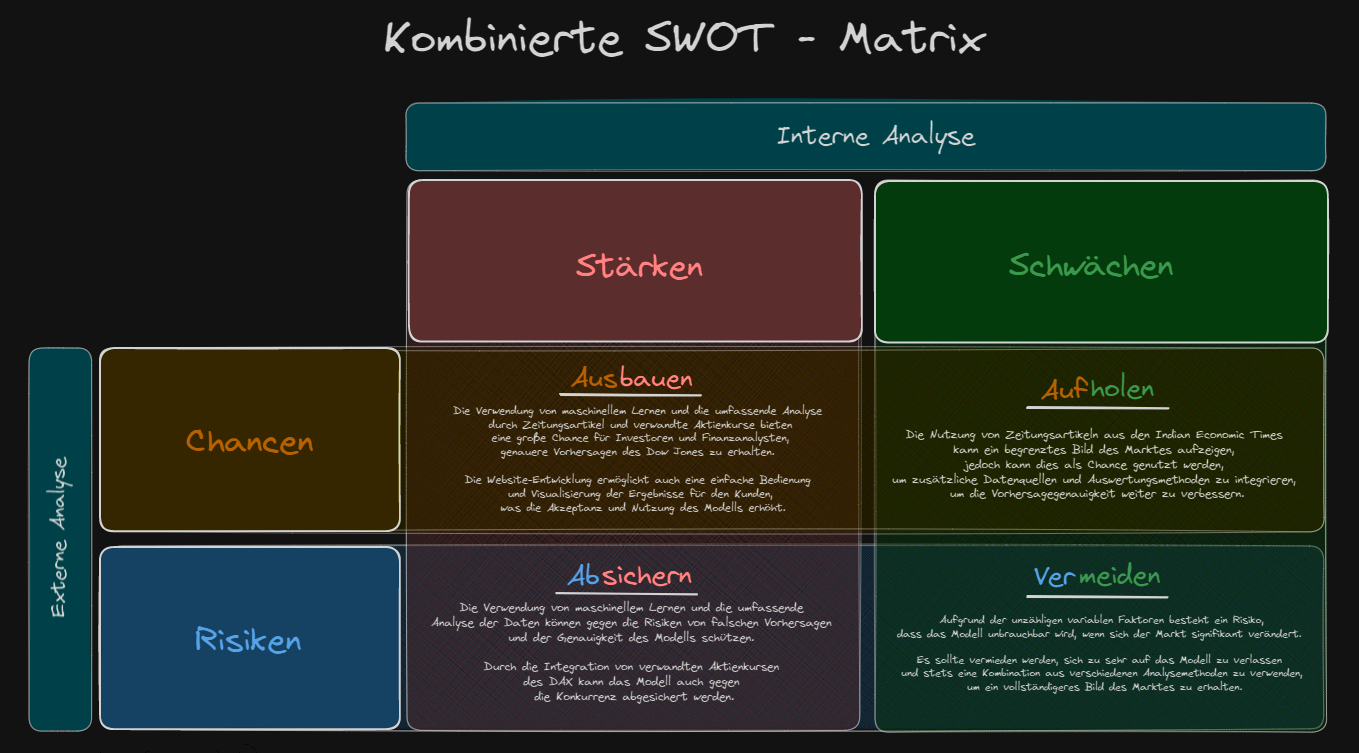 Kombinierte SWOT - Matrix
Interne Analyse
Stärken
Schwächen
Externe Analyse
Chancen
Ausbauen
Die Verwendung von maschinellem Lernen und die umfassende Analyse
durch Zeitungsartikel und verwandte Aktienkurse bieten
eine große Chance für Investoren und Finanzanalysten,
genauere Vorhersagen des Dow Jones zu erhalten.
Die Website-Entwicklung ermöglicht auch eine einfache Bedienung
und Visualisierung der Ergebnisse für den Kunden,
was die Akzeptanz und Nutzung des Modells erhöht.
Aufholen
Die Nutzung von Zeitungsartikeln aus den Indian Economic Times
kann ein begrenztes Bild des Marktes aufzeigen,
jedoch kann dies als Chance genutzt werden,
um zusätzliche Datenquellen und Auswertungsmethoden zu integrieren,
um die Vorhersagegenauigkeit weiter zu verbessern.
Risiken
Absichern
Die Verwendung von maschinellem Lernen und die umfassende
Analyse der Daten können gegen die Risiken von falschen Vorhersagen
und der Genauigkeit des Modells schützen.
Durch die Integration von verwandten Aktienkursen
des DAX kann das Modell auch gegen
die Konkurrenz abgesichert werden.
Vermeiden
Aufgrund der unzähligen variablen Faktoren besteht ein Risiko,
dass das Modell unbrauchbar wird, wenn sich der Markt signifikant verändert.
Es sollte vermieden werden, sich zu sehr auf das Modell zu verlassen
und stets eine Kombination aus verschiedenen Analysemethoden zu verwenden,
um ein vollständigeres Bild des Marktes zu erhalten.